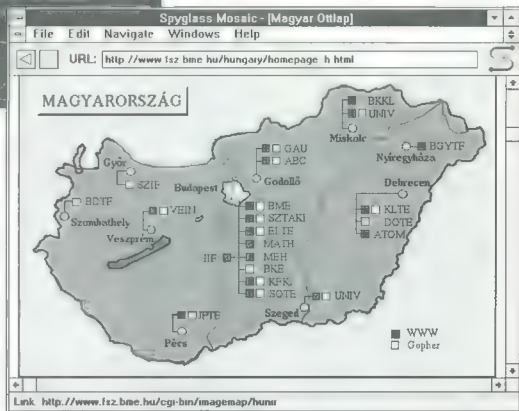 Spyglass Mosaic - [Magyar Ottlap]
File Edit Navigate Windows Help
URL: http://www.fsz.bme.hu/hungary/homepage_h.html
MAGYARORSZÁG
BKKL
UNIV
Miskolc
BGYTF
Nyíregyháza
GAU
ABC
Gödöllő
Győr
SZIF
Budapest
Debrecen
KLTE
DOTE
ATOM
BDTF
Szombathely
VEIN
Veszprém
BME
SZTAKI
ELTE
MATH
IIF
MEH
BKE
KFKI
SOTE
JPTE
Pécs
UNIV
Szeged
WWW
Gopher
Link http://www.fsz.bme.hu/cgi-bin/imagemap/hunu